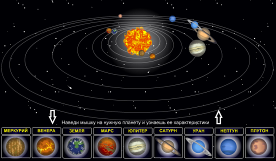 Наведи мышку на нужную планету и узнаешь ее характеристики
МЕРКУРИЙ ВЕНЕРА ЗЕМЛЯ МАРС ЮПИТЕР САТУРН УРАН НЕПТУН ПЛУТОН